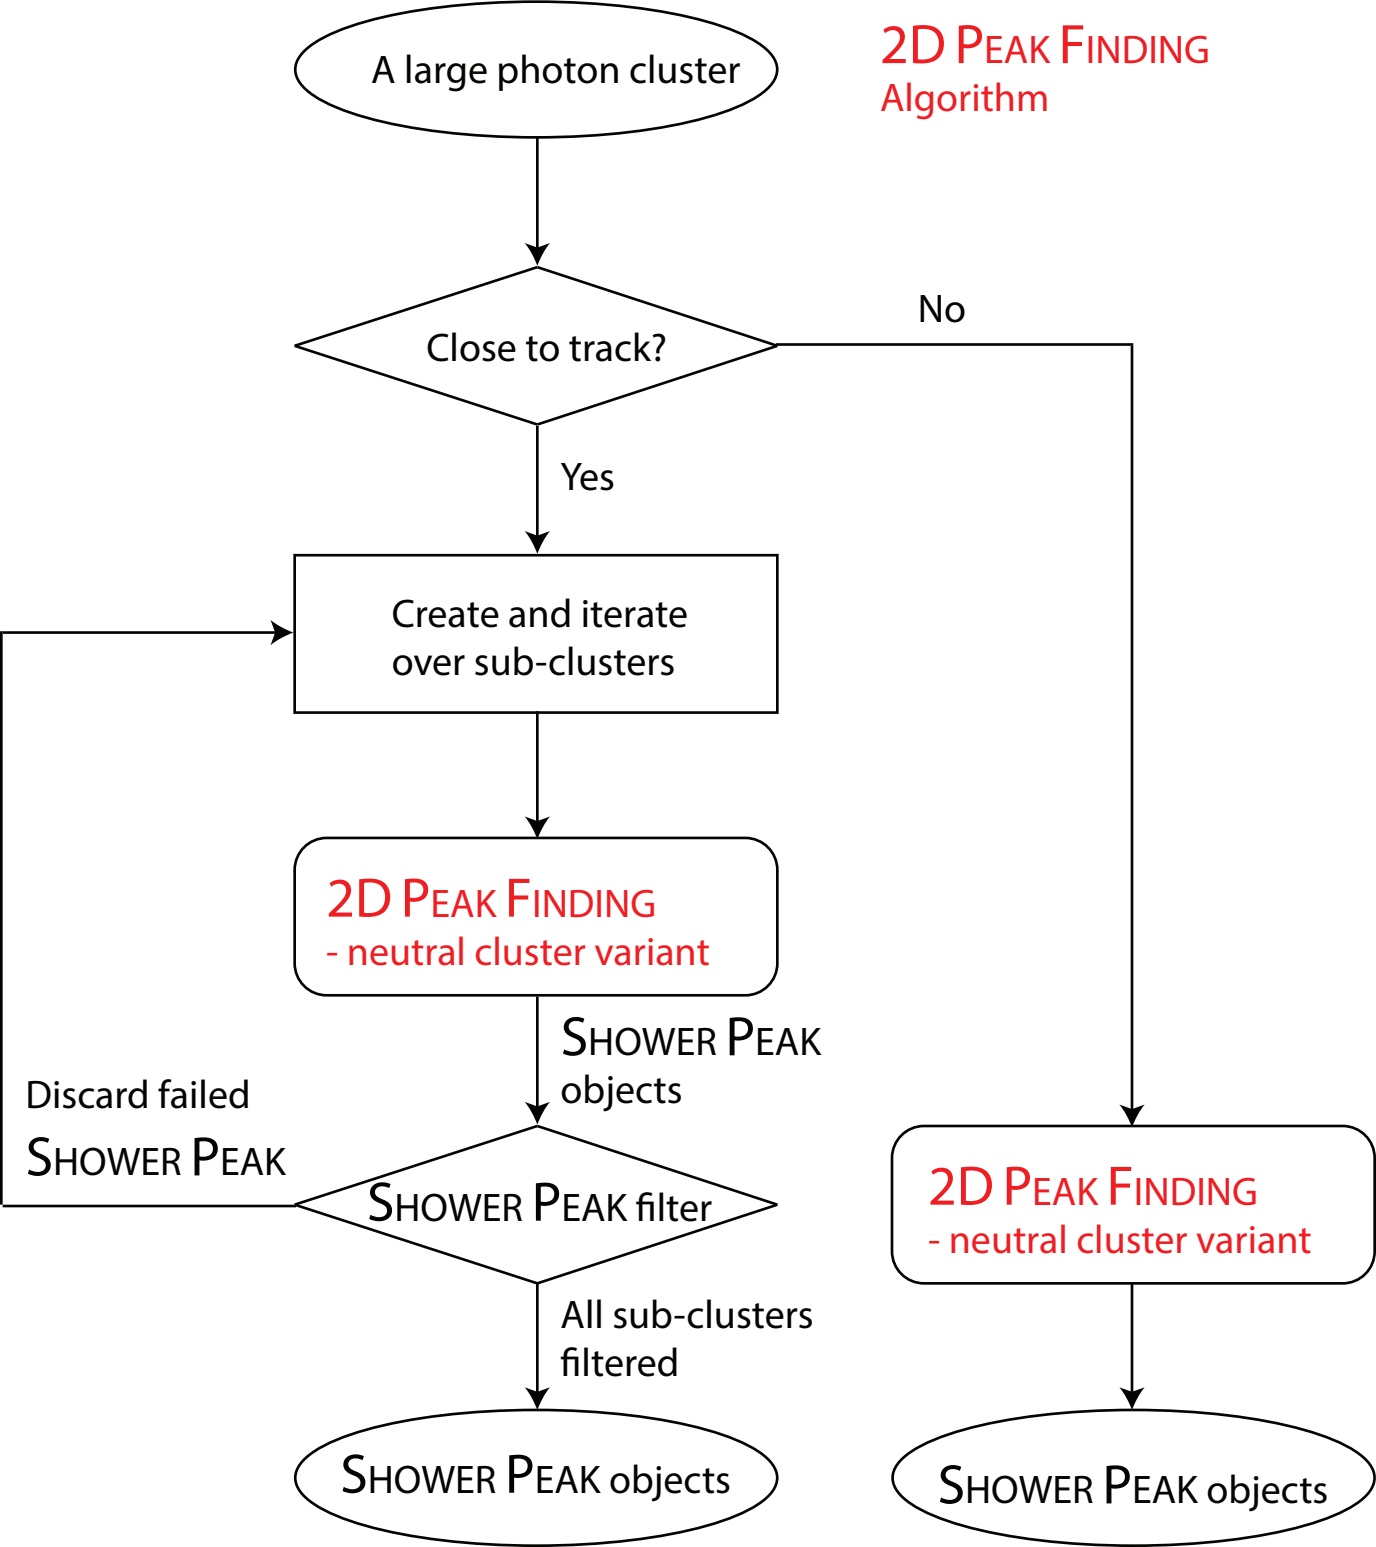 A large photon cluster
2D PEAK FINDING
Algorithm
Close to track?
No
Yes
Create and iterate
over sub-clusters
2D PEAK FINDING
- neutral cluster variant
SHOWER PEAK
objects
Discard failed
SHOWER PEAK
SHOWER PEAK filter
2D PEAK FINDING
- neutral cluster variant
All sub-clusters
filtered
SHOWER PEAK objects
SHOWER PEAK objects